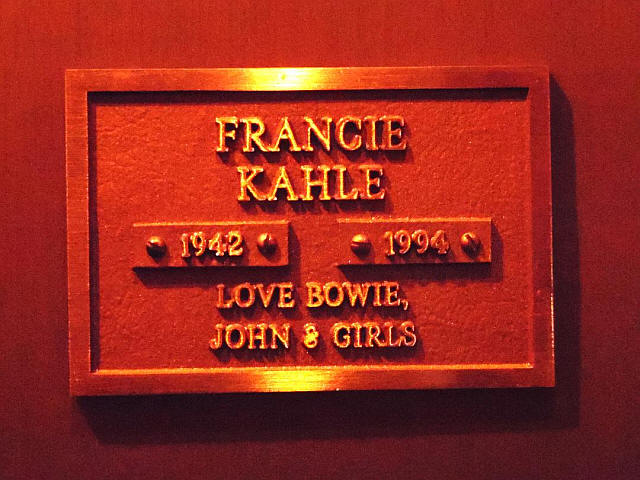 FRANCIE
KAHLE
1942 1994
LOVE BOWIE,
JOHN & GIRLS